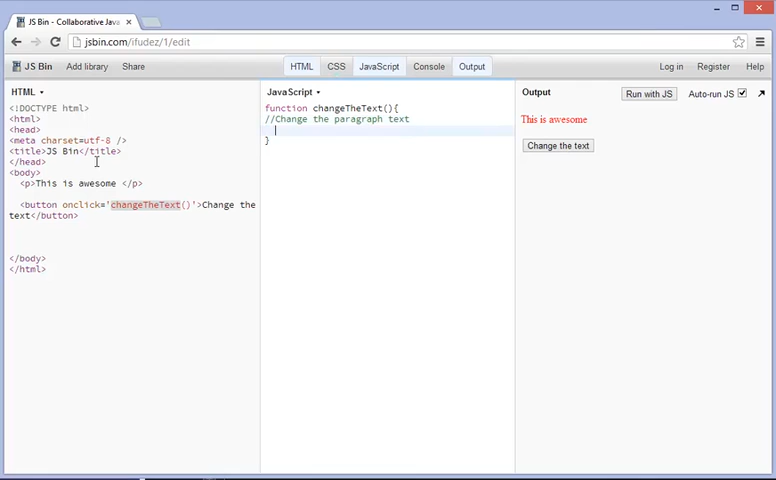 JS Bin - Collaborative Java
jsbin.com/ifudez/1/edit
JS Bin Add library Share HTML CSS JavaScript Console Output Log in Register Help
HTML
<!DOCTYPE html>
<html>
<head>
<meta charset=utf-8 />
<title>JS Bin</title>
</head>
<body>
<p>This is awesome </p>
<button onclick='changeTheText()'>Change the
text</button>
</body>
</html>
JavaScript
function changeTheText(){
//Change the paragraph text
}
Output Run with JS Auto-run JS
This is awesome
Change the text